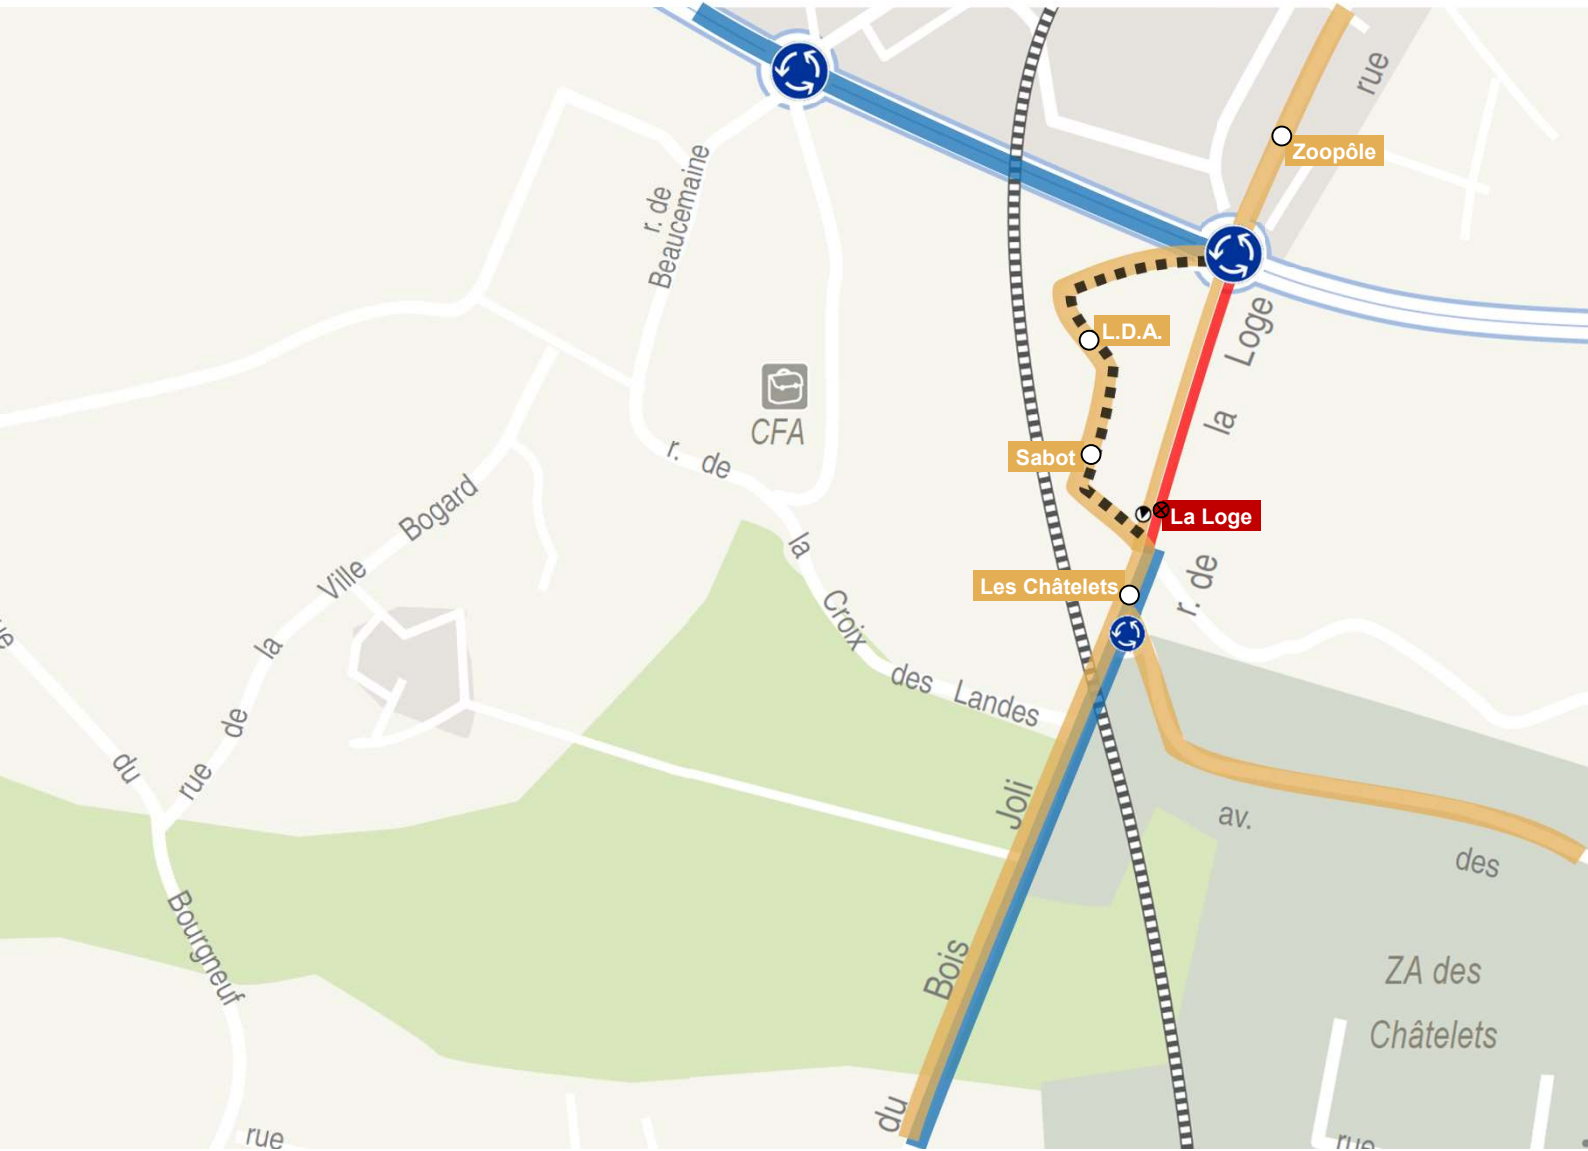 rue
Zoopôle
r. de
Beaucemaine
Loge
L.D.A.
la
CFA
r. de
Sabot
Bogard
La Loge
la
Ville
r. de
Les Châtelets
Croix
la
des Landes
de
rue
du
Joli
av.
des
Bourgneuf
Bois
ZA des
Châtelets
du
rue
rue